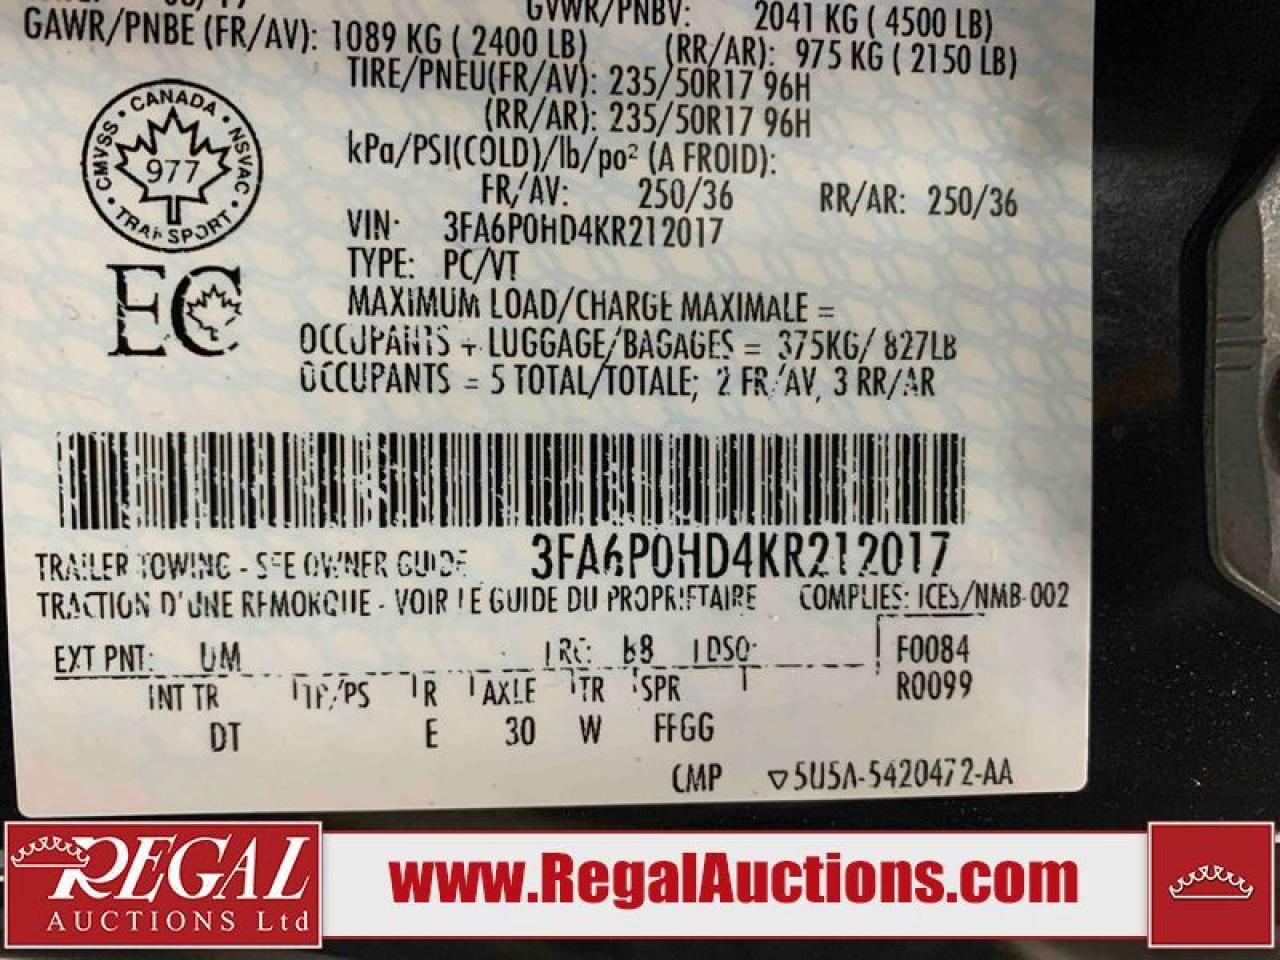 GVWR/PNBV: 2041 KG ( 4500 LB)
GAWR/PNBE (FR/AV): 1089 KG ( 2400 LB) (RR/AR): 975 KG ( 2150 LB)
TIRE/PNEU(FR/AV): 235/50R17 96H
(RR/AR): 235/50R17 96H
kPa/PSI(COLD)/lb/po² (A FROID):
FR/AV: 250/36 RR/AR: 250/36
CANADA · NSVAC · TRANSPORT · CMVSS ·
977
VIN: 3FA6P0HD4KR212017
TYPE: PC/VT
EC
MAXIMUM LOAD/CHARGE MAXIMALE =
OCCUPANTS + LUGGAGE/BAGAGES = 375KG/ 827LB
OCCUPANTS = 5 TOTAL/TOTALE; 2 FR/AV, 3 RR/AR
3FA6P0HD4KR212017
TRAILER TOWING - SEE OWNER GUIDE
TRACTION D'UNE REMORQUE - VOIR LE GUIDE DU PROPRIETAIRE COMPLIES: ICES/NMB-002
EXT PNT: UM RC: B8 DSO: F0084
INT TR TP/PS R AXLE TR SPR R0099
DT E 30 W FFGG
CMP ▽5U5A-5420472-AA
REGAL
AUCTIONS Ltd
www.RegalAuctions.com